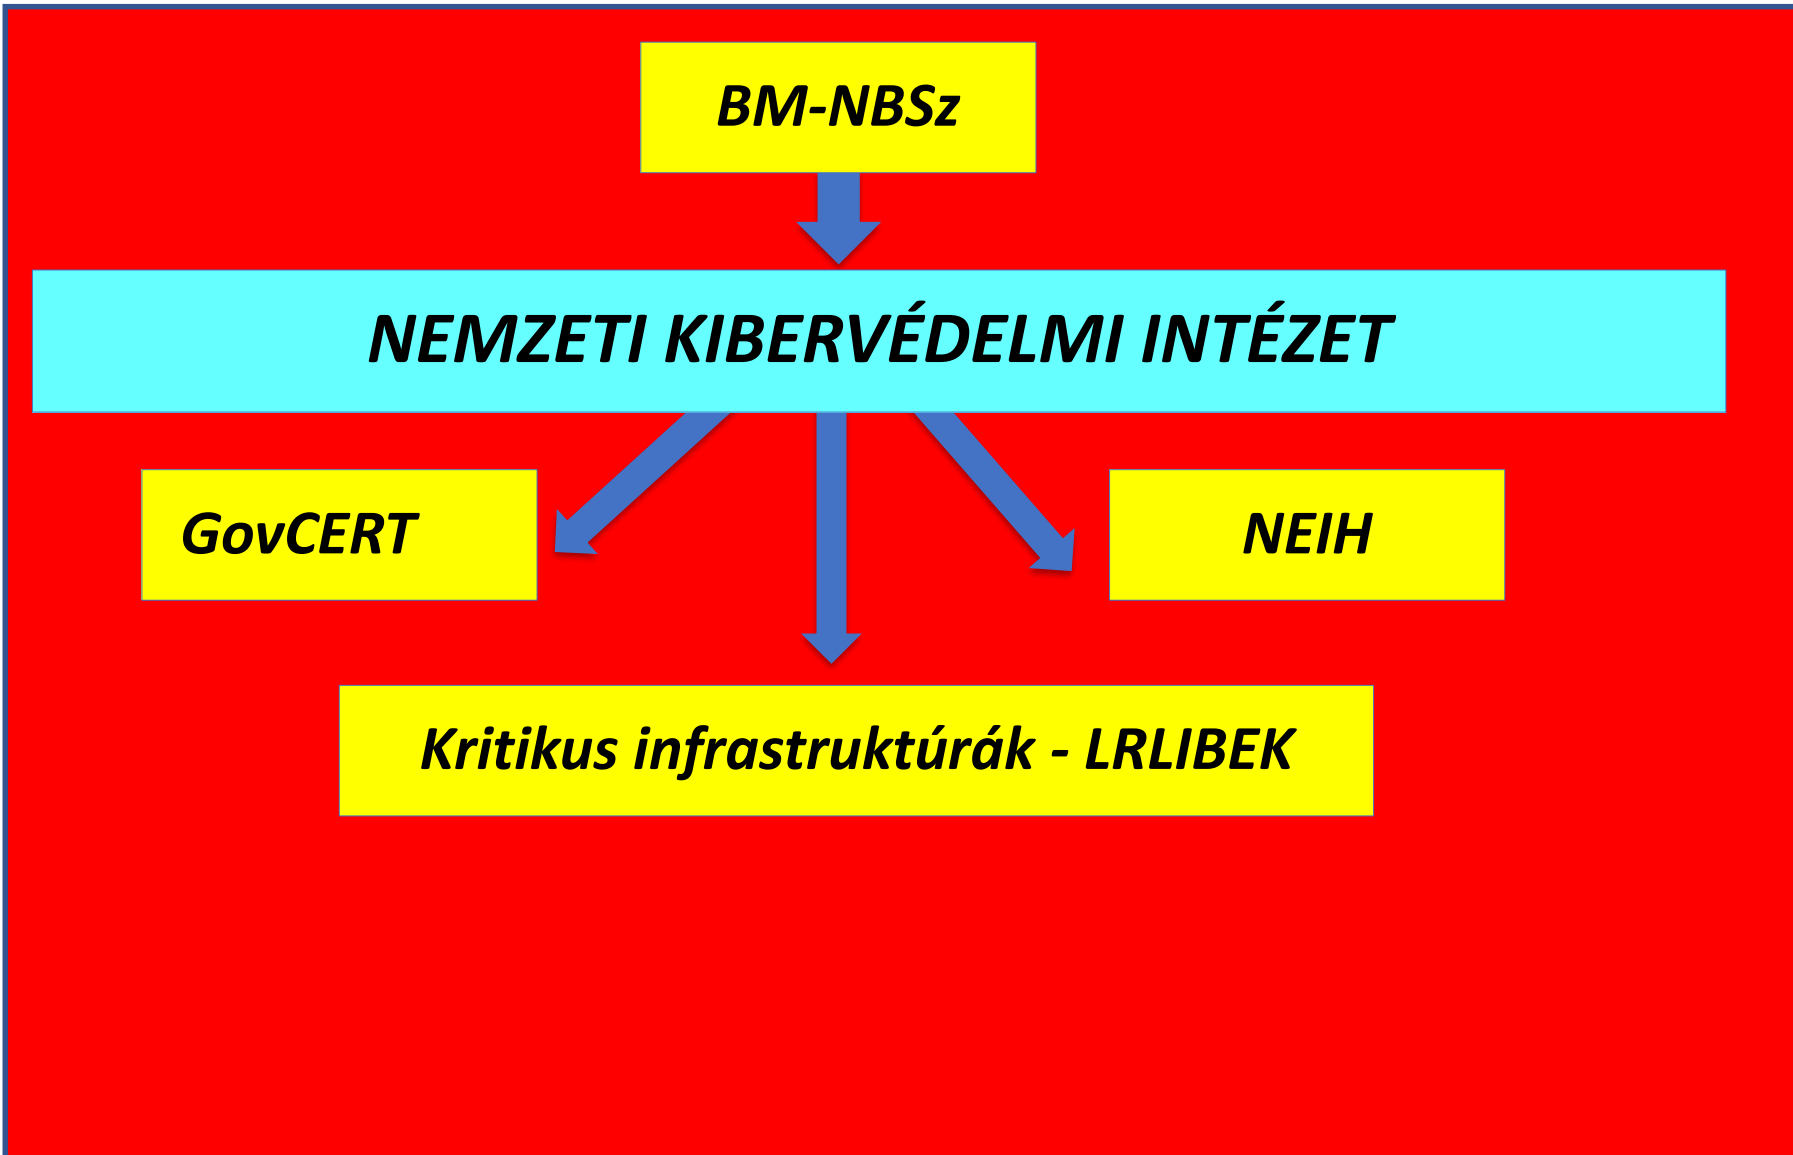 BM-NBSz
NEMZETI KIBERVÉDELMI INTÉZET
GovCERT
NEIH
Kritikus infrastruktúrák - LRLIBEK